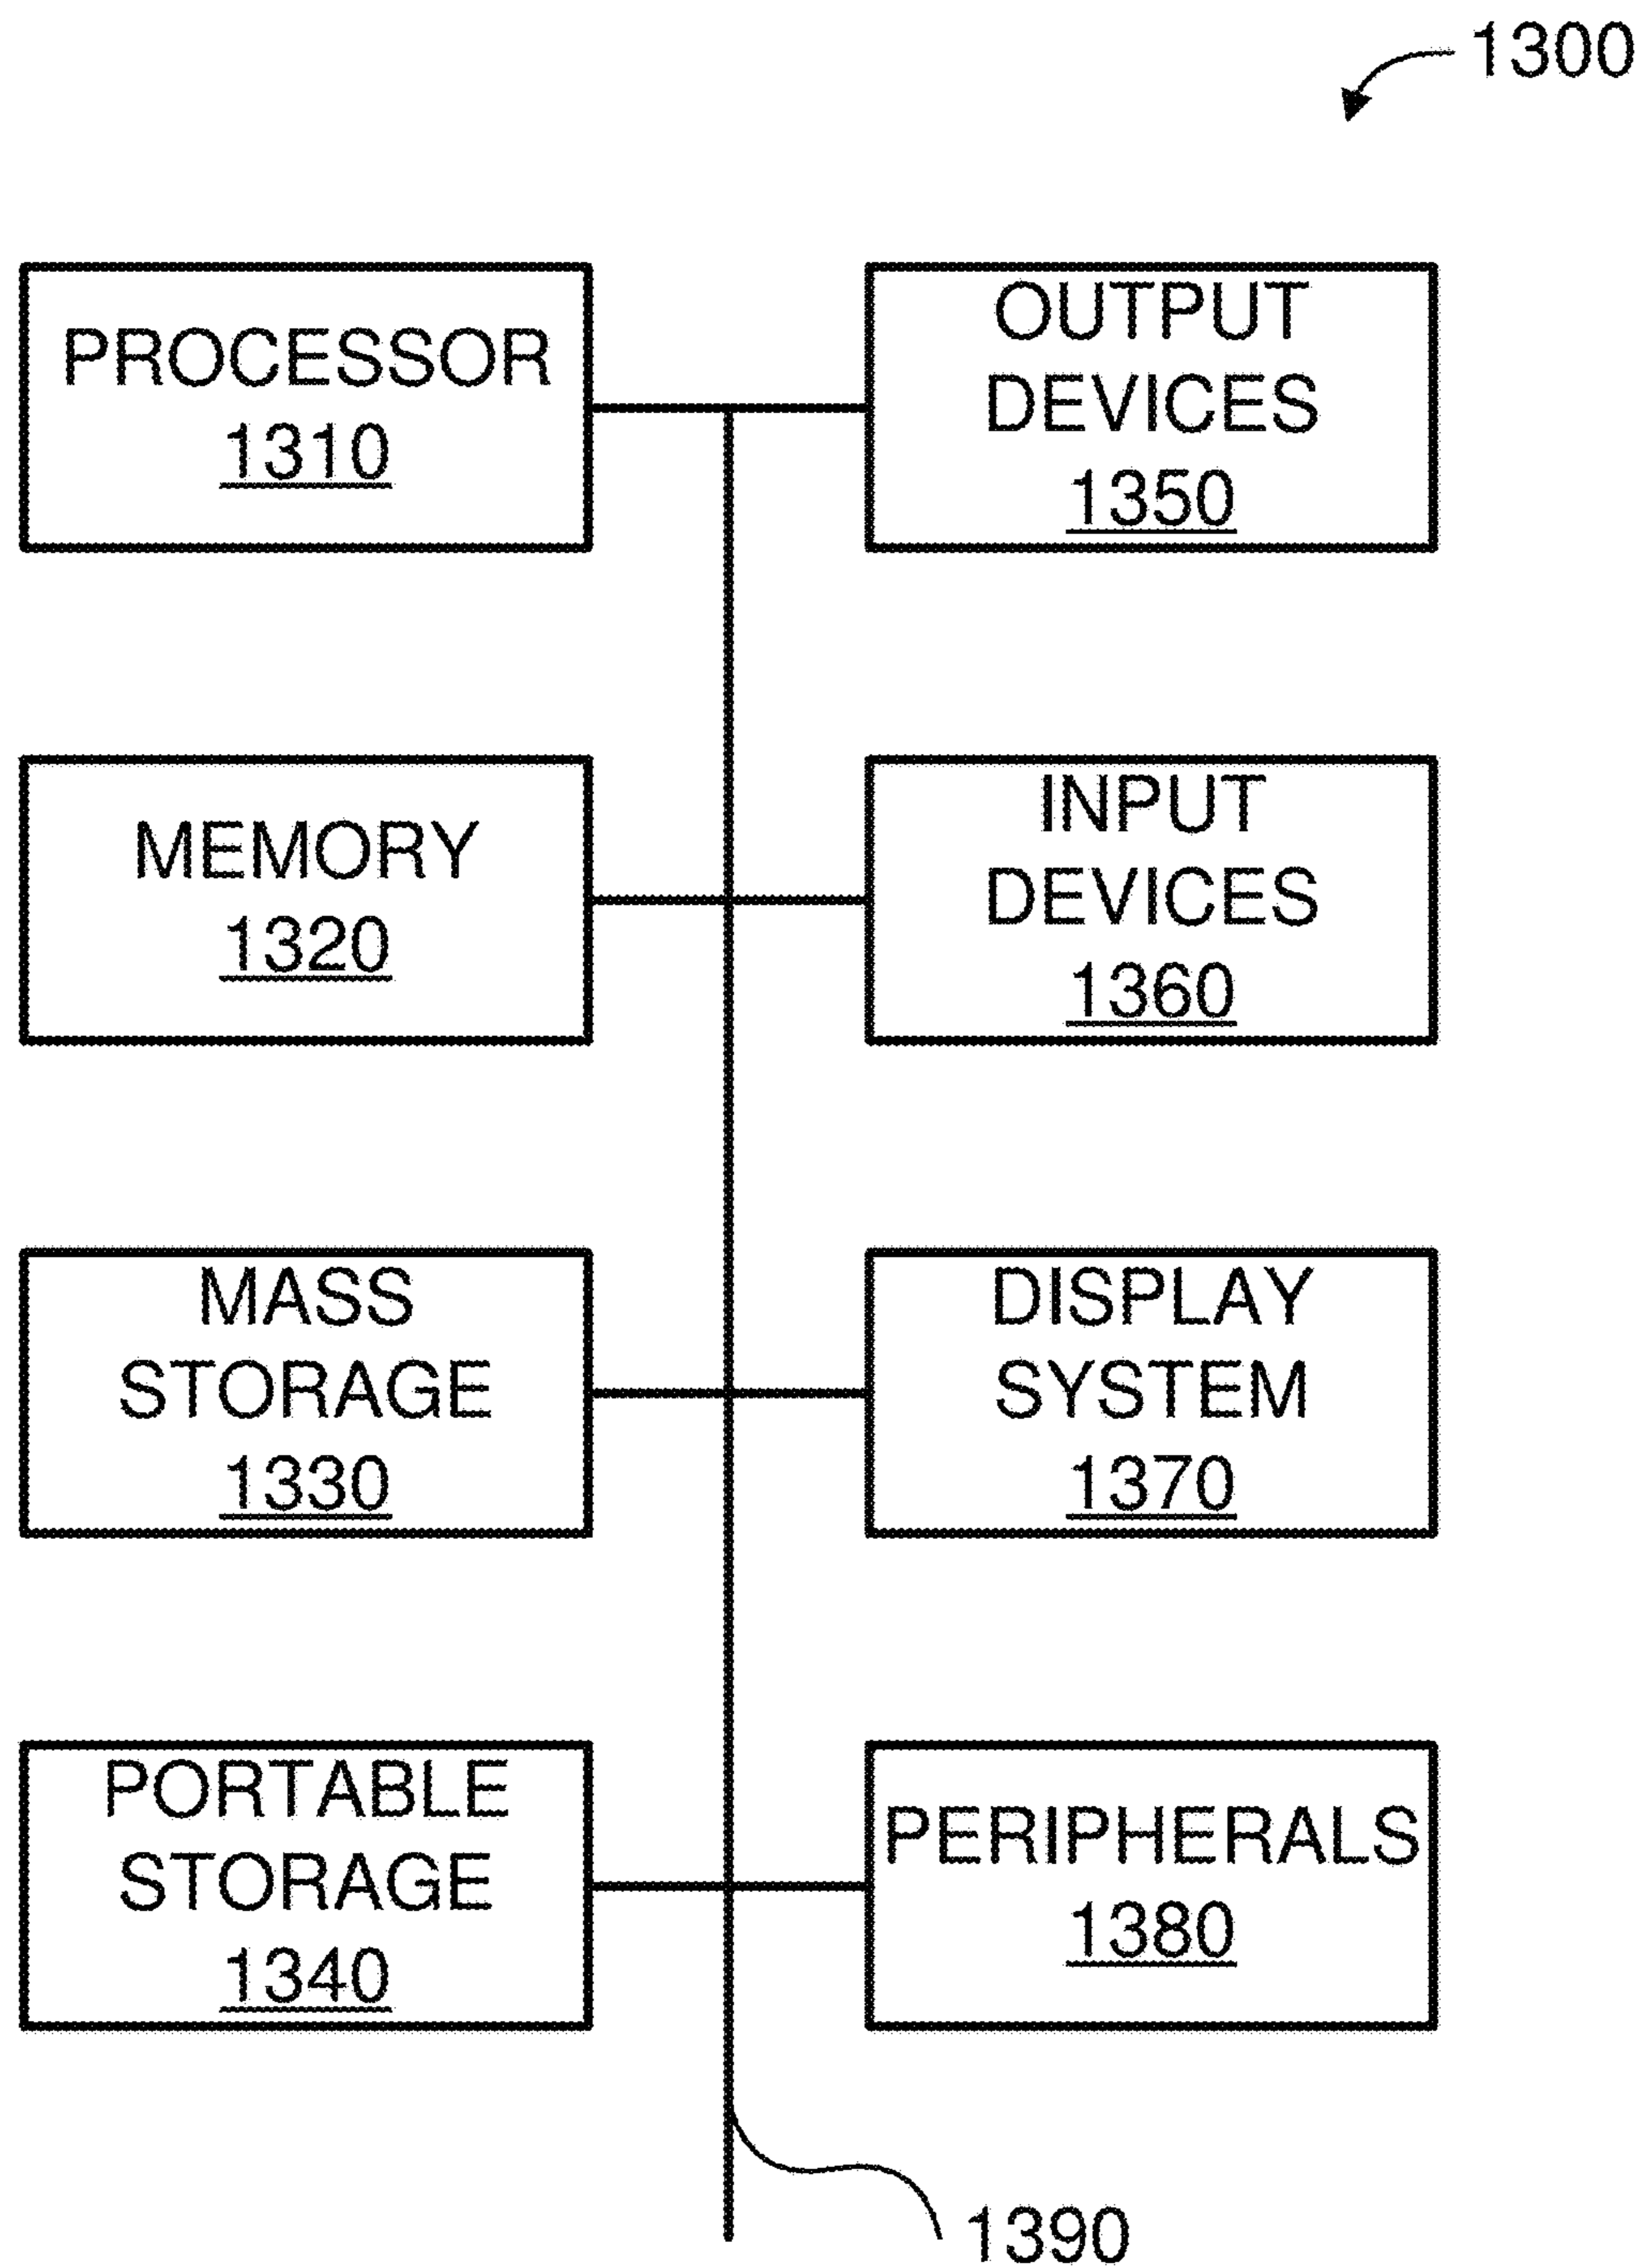 1300
PROCESSOR
1310
OUTPUT
DEVICES
1350
MEMORY
1320
INPUT
DEVICES
1360
MASS
STORAGE
1330
DISPLAY
SYSTEM
1370
PORTABLE
STORAGE
1340
PERIPHERALS
1380
1390